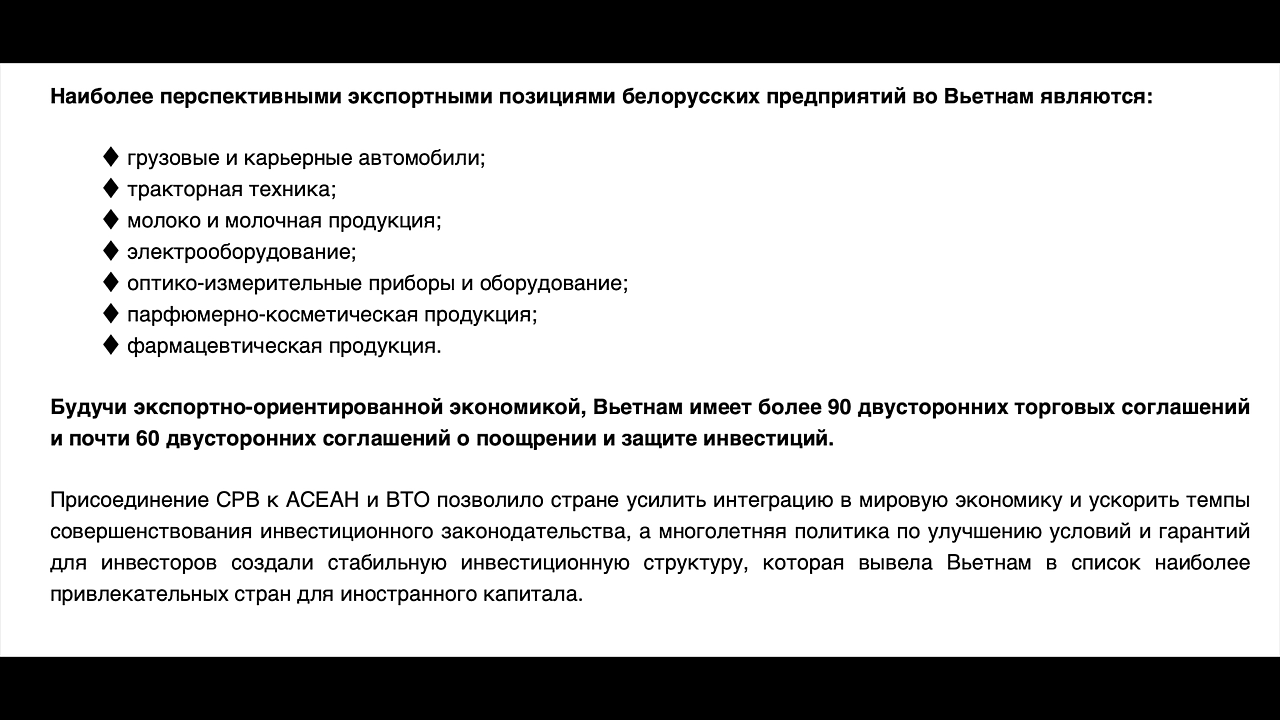 Наиболее перспективными экспортными позициями белорусских предприятий во Вьетнам являются:
♦ грузовые и карьерные автомобили;
♦ тракторная техника;
♦ молоко и молочная продукция;
♦ электрооборудование;
♦ оптико-измерительные приборы и оборудование;
♦ парфюмерно-косметическая продукция;
♦ фармацевтическая продукция.
Будучи экспортно-ориентированной экономикой, Вьетнам имеет более 90 двусторонних торговых соглашений
и почти 60 двусторонних соглашений о поощрении и защите инвестиций.
Присоединение СРВ к АСЕАН и ВТО позволило стране усилить интеграцию в мировую экономику и ускорить темпы
совершенствования инвестиционного законодательства, а многолетняя политика по улучшению условий и гарантий
для инвесторов создали стабильную инвестиционную структуру, которая вывела Вьетнам в список наиболее
привлекательных стран для иностранного капитала.